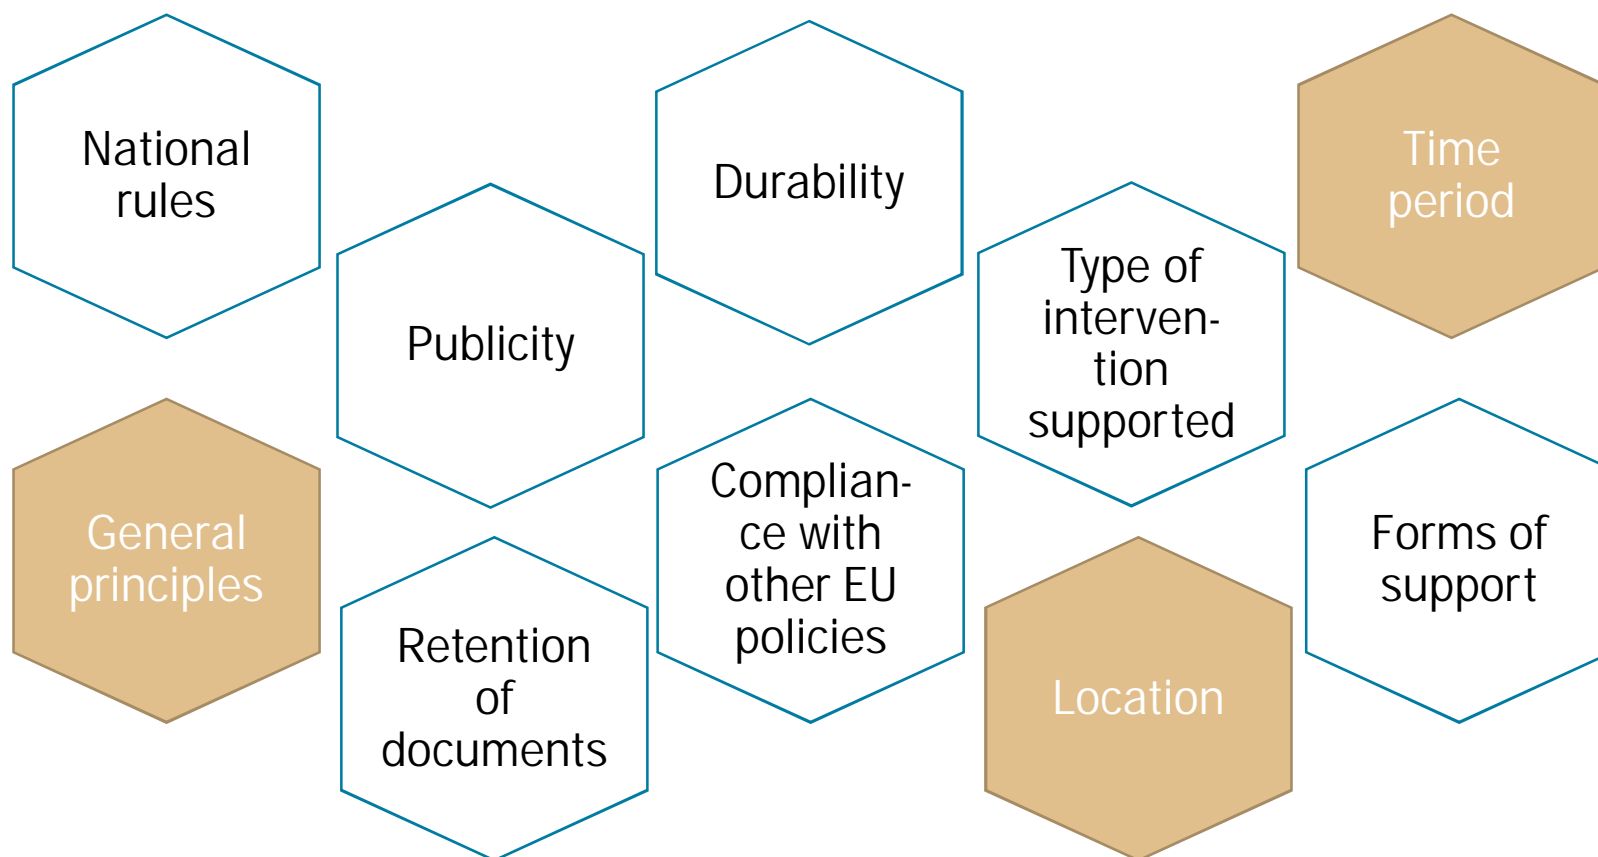 National
rules
Publicity
Durability
Type of
interven-
tion
supported
Time
period
General
principles
Retention
of
documents
Complian-
ce with
other EU
policies
Location
Forms of
support